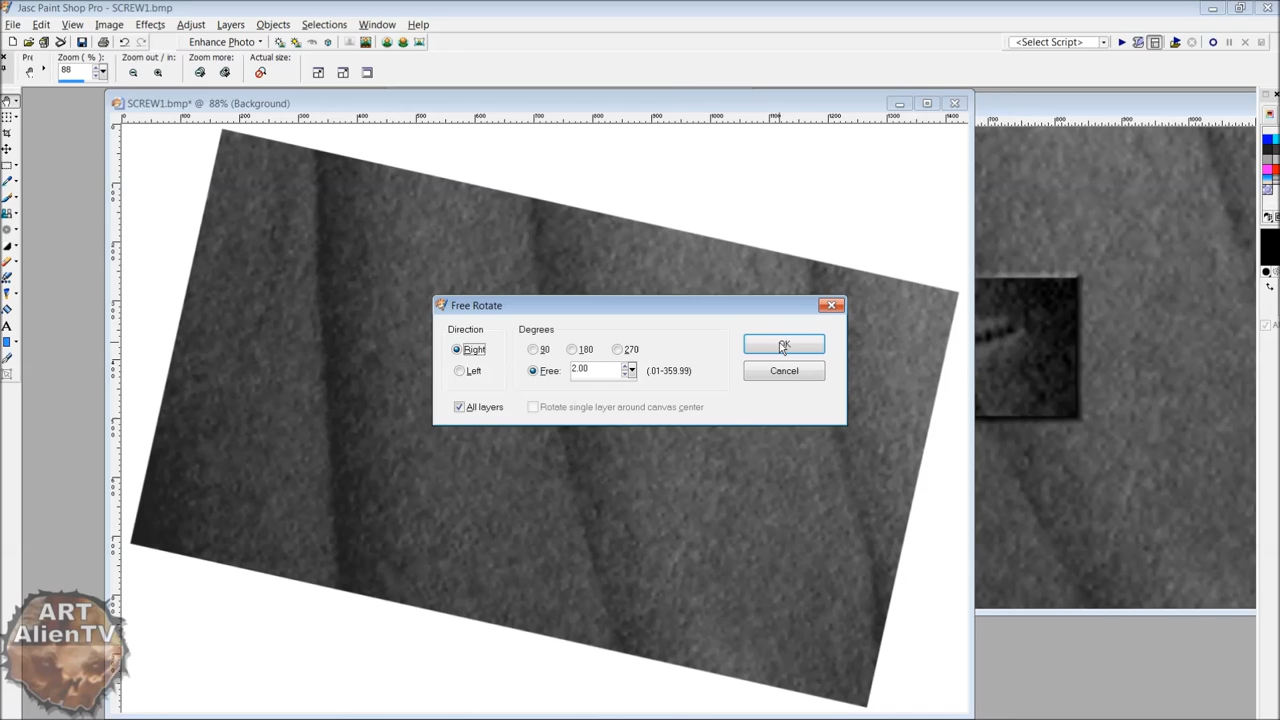 Jasc Paint Shop Pro - SCREW1.bmp
File Edit View Image Effects Adjust Layers Objects Selections Window Help
Enhance Photo
<Select Script>
Zoom ( % ):
Zoom out / in:
Zoom more:
Actual size:
88
SCREW1.bmp* @ 88% (Background)
Free Rotate
Direction
Degrees
Right
90
180
270
OK
Left
Free:
2.00
(.01-359.99)
Cancel
All layers
Rotate single layer around canvas center
ART
AlienTV